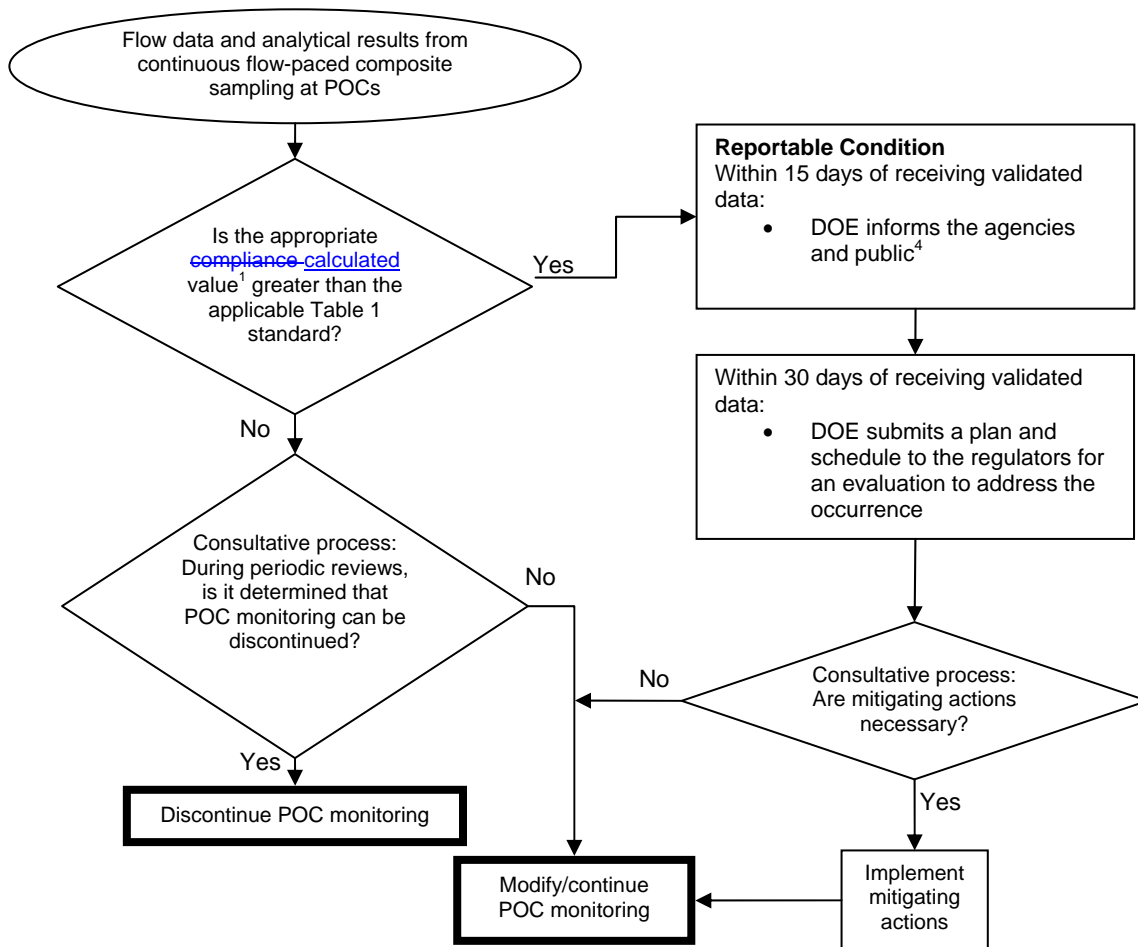 Flow data and analytical results from
continuous flow-paced composite
sampling at POCs
Is the appropriate
compliance calculated
value1 greater than the
applicable Table 1
standard?
Yes
Reportable Condition
Within 15 days of receiving validated
data:
• DOE informs the agencies
and public4
Within 30 days of receiving validated
data:
• DOE submits a plan and
schedule to the regulators for
an evaluation to address the
occurrence
No
Consultative process:
During periodic reviews,
is it determined that
POC monitoring can be
discontinued?
No
No
Consultative process:
Are mitigating actions
necessary?
Yes
Discontinue POC monitoring
Yes
Modify/continue
POC monitoring
Implement
mitigating
actions